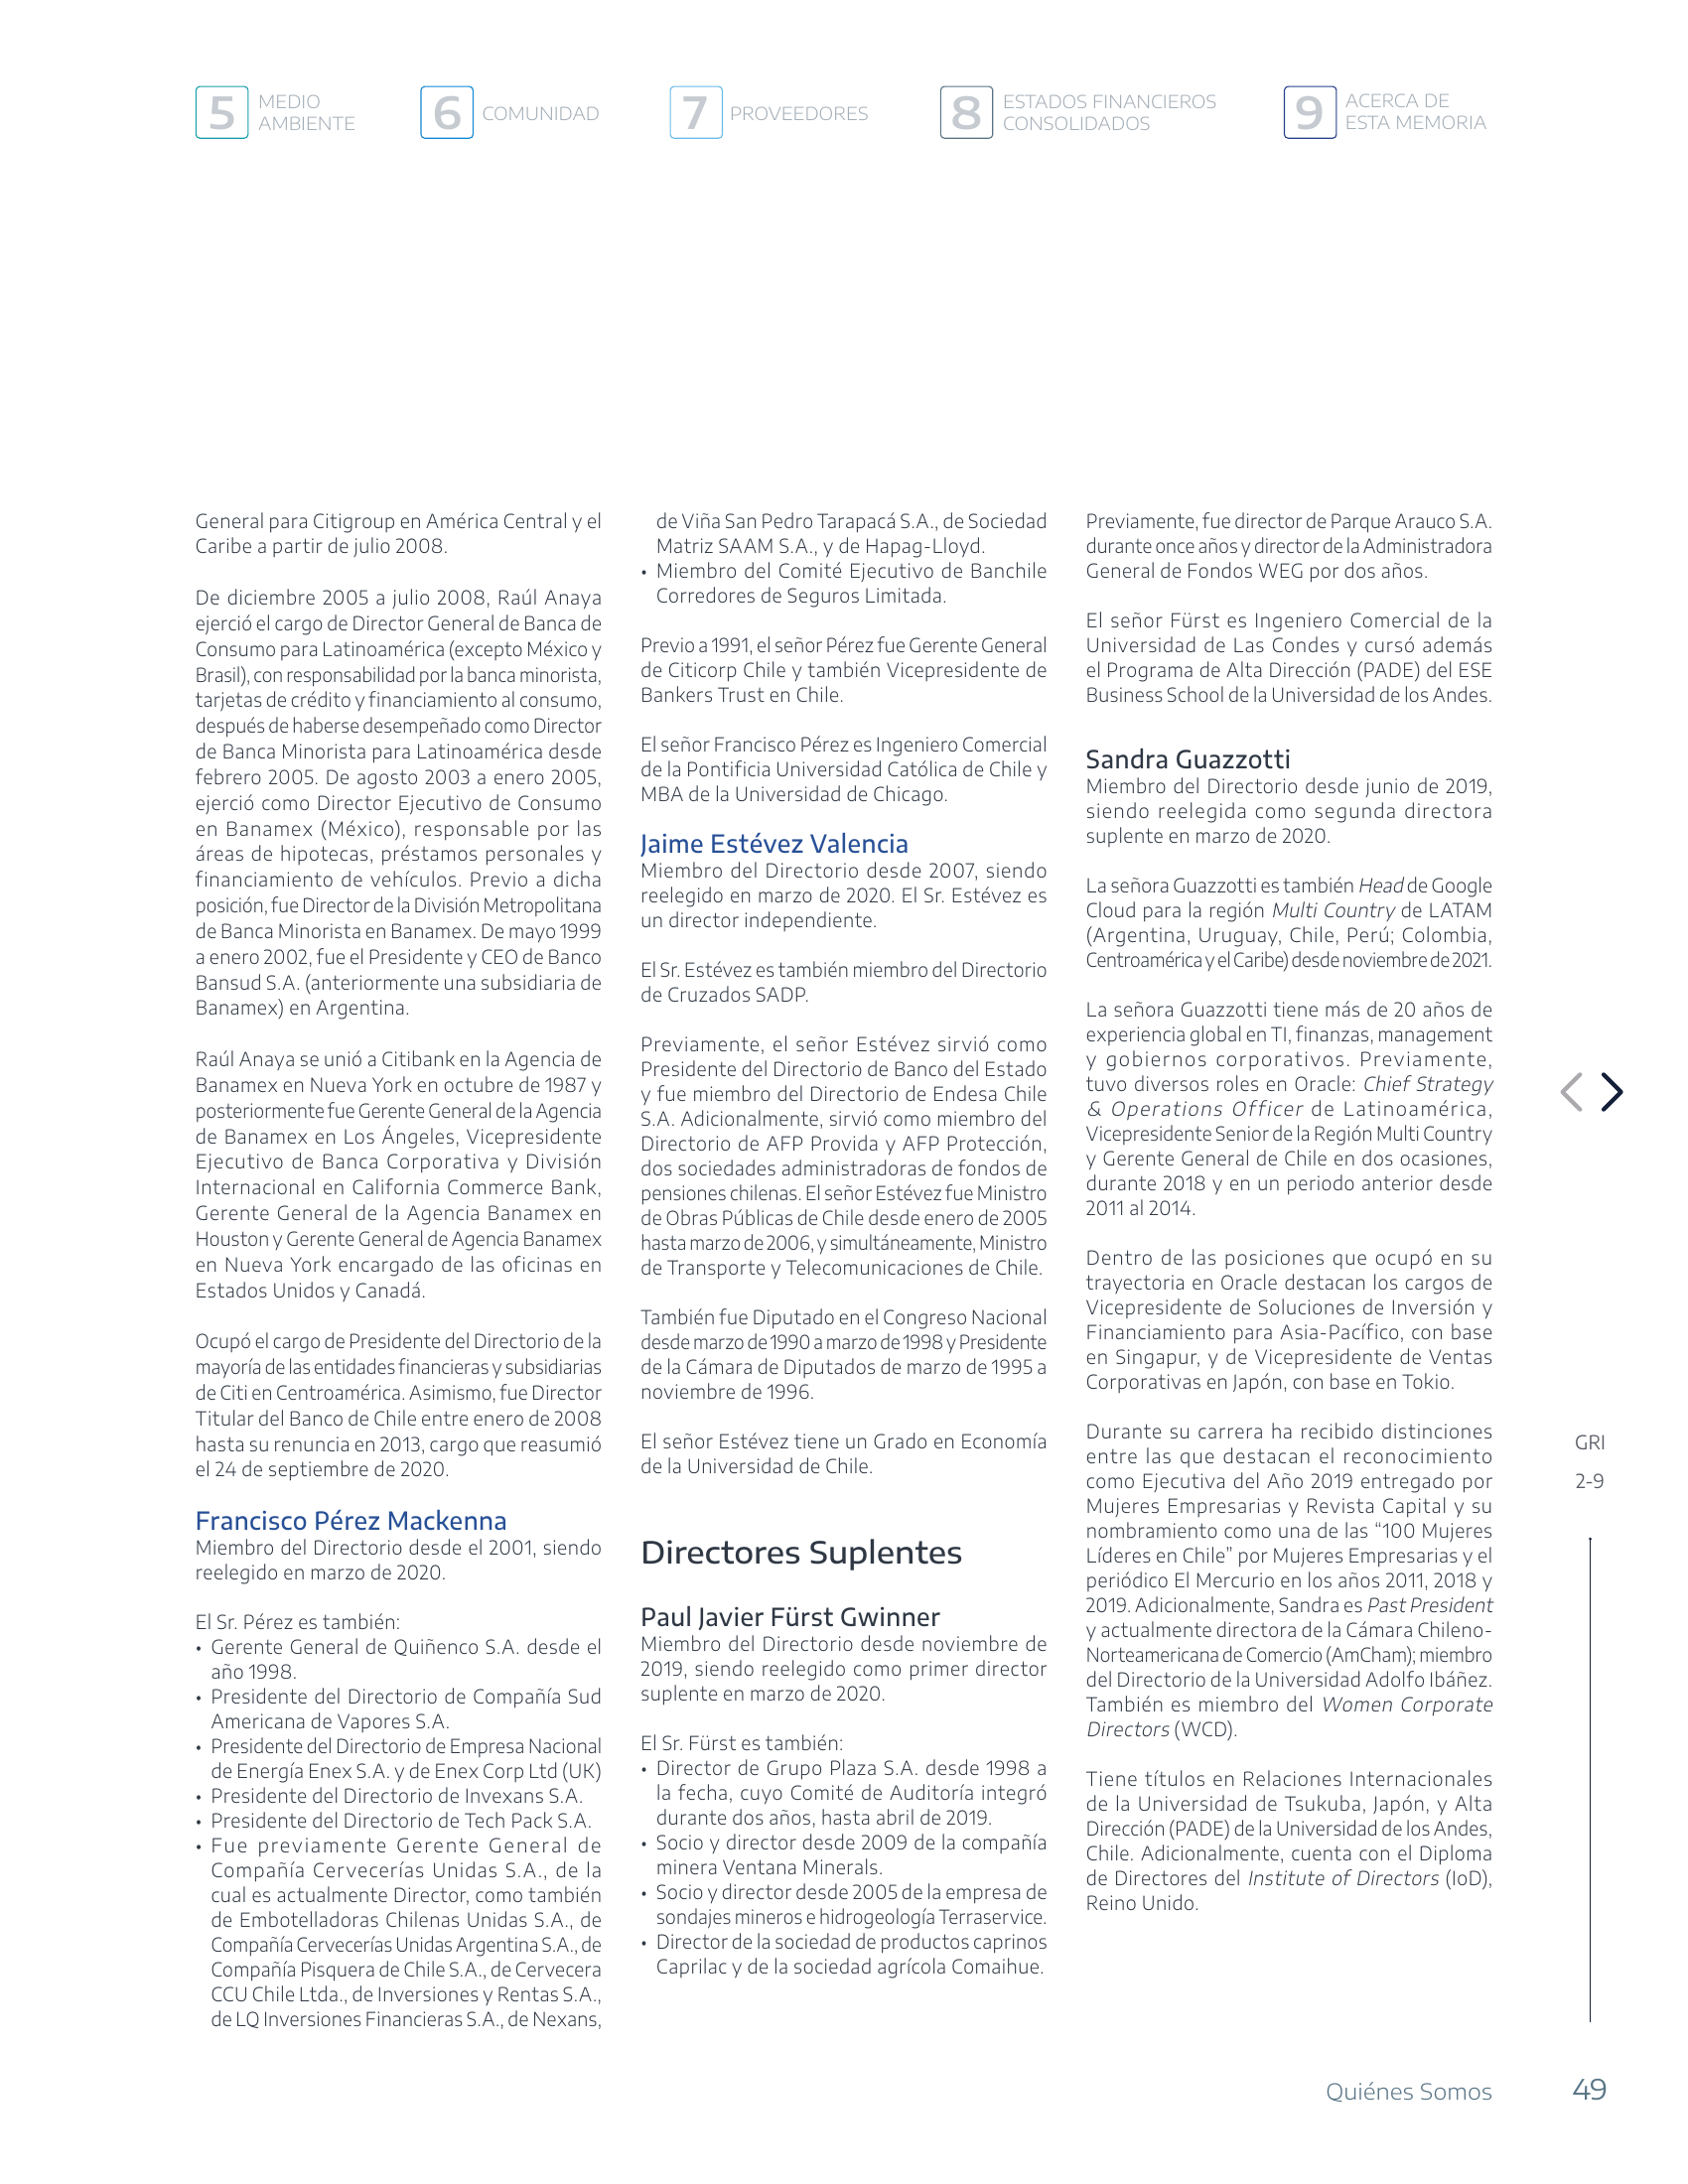 5 MEDIO
AMBIENTE
6 COMUNIDAD
7 PROVEEDORES
8 ESTADOS FINANCIEROS
CONSOLIDADOS
9 ACERCA DE
ESTA MEMORIA
General para Citigroup en América Central y el
Caribe a partir de julio 2008.
De diciembre 2005 a julio 2008, Raúl Anaya
ejerció el cargo de Director General de Banca de
Consumo para Latinoamérica (excepto México y
Brasil), con responsabilidad por la banca minorista,
tarjetas de crédito y financiamiento al consumo,
después de haberse desempeñado como Director
de Banca Minorista para Latinoamérica desde
febrero 2005. De agosto 2003 a enero 2005,
ejerció como Director Ejecutivo de Consumo
en Banamex (México), responsable por las
áreas de hipotecas, préstamos personales y
financiamiento de vehículos. Previo a dicha
posición, fue Director de la División Metropolitana
de Banca Minorista en Banamex. De mayo 1999
a enero 2002, fue el Presidente y CEO de Banco
Bansud S.A. (anteriormente una subsidiaria de
Banamex) en Argentina.
Raúl Anaya se unió a Citibank en la Agencia de
Banamex en Nueva York en octubre de 1987 y
posteriormente fue Gerente General de la Agencia
de Banamex en Los Ángeles, Vicepresidente
Ejecutivo de Banca Corporativa y División
Internacional en California Commerce Bank,
Gerente General de la Agencia Banamex en
Houston y Gerente General de Agencia Banamex
en Nueva York encargado de las oficinas en
Estados Unidos y Canadá.
Ocupó el cargo de Presidente del Directorio de la
mayoría de las entidades financieras y subsidiarias
de Citi en Centroamérica. Asimismo, fue Director
Titular del Banco de Chile entre enero de 2008
hasta su renuncia en 2013, cargo que reasumió
el 24 de septiembre de 2020.
Francisco Pérez Mackenna
Miembro del Directorio desde el 2001, siendo
reelegido en marzo de 2020.
El Sr. Pérez es también:
• Gerente General de Quiñenco S.A. desde el
año 1998.
• Presidente del Directorio de Compañía Sud
Americana de Vapores S.A.
• Presidente del Directorio de Empresa Nacional
de Energía Enex S.A. y de Enex Corp Ltd (UK)
• Presidente del Directorio de Invexans S.A.
• Presidente del Directorio de Tech Pack S.A.
• Fue previamente Gerente General de
Compañía Cervecerías Unidas S.A., de la
cual es actualmente Director, como también
de Embotelladoras Chilenas Unidas S.A., de
Compañía Cervecerías Unidas Argentina S.A., de
Compañía Pisquera de Chile S.A., de Cervecera
CCU Chile Ltda., de Inversiones y Rentas S.A.,
de LQ Inversiones Financieras S.A., de Nexans,
de Viña San Pedro Tarapacá S.A., de Sociedad
Matriz SAAM S.A., y de Hapag-Lloyd.
• Miembro del Comité Ejecutivo de Banchile
Corredores de Seguros Limitada.
Previo a 1991, el señor Pérez fue Gerente General
de Citicorp Chile y también Vicepresidente de
Bankers Trust en Chile.
El señor Francisco Pérez es Ingeniero Comercial
de la Pontificia Universidad Católica de Chile y
MBA de la Universidad de Chicago.
Jaime Estévez Valencia
Miembro del Directorio desde 2007, siendo
reelegido en marzo de 2020. El Sr. Estévez es
un director independiente.
El Sr. Estévez es también miembro del Directorio
de Cruzados SADP.
Previamente, el señor Estévez sirvió como
Presidente del Directorio de Banco del Estado
y fue miembro del Directorio de Endesa Chile
S.A. Adicionalmente, sirvió como miembro del
Directorio de AFP Provida y AFP Protección,
dos sociedades administradoras de fondos de
pensiones chilenas. El señor Estévez fue Ministro
de Obras Públicas de Chile desde enero de 2005
hasta marzo de 2006, y simultáneamente, Ministro
de Transporte y Telecomunicaciones de Chile.
También fue Diputado en el Congreso Nacional
desde marzo de 1990 a marzo de 1998 y Presidente
de la Cámara de Diputados de marzo de 1995 a
noviembre de 1996.
El señor Estévez tiene un Grado en Economía
de la Universidad de Chile.
Directores Suplentes
Paul Javier Fürst Gwinner
Miembro del Directorio desde noviembre de
2019, siendo reelegido como primer director
suplente en marzo de 2020.
El Sr. Fürst es también:
• Director de Grupo Plaza S.A. desde 1998 a
la fecha, cuyo Comité de Auditoría integró
durante dos años, hasta abril de 2019.
• Socio y director desde 2009 de la compañía
minera Ventana Minerals.
• Socio y director desde 2005 de la empresa de
sondajes mineros e hidrogeología Terraservice.
• Director de la sociedad de productos caprinos
Caprilac y de la sociedad agrícola Comaihue.
Previamente, fue director de Parque Arauco S.A.
durante once años y director de la Administradora
General de Fondos WEG por dos años.
El señor Fürst es Ingeniero Comercial de la
Universidad de Las Condes y cursó además
el Programa de Alta Dirección (PADE) del ESE
Business School de la Universidad de los Andes.
Sandra Guazzotti
Miembro del Directorio desde junio de 2019,
siendo reelegida como segunda directora
suplente en marzo de 2020.
La señora Guazzotti es también Head de Google
Cloud para la región Multi Country de LATAM
(Argentina, Uruguay, Chile, Perú; Colombia,
Centroamérica y el Caribe) desde noviembre de 2021.
La señora Guazzotti tiene más de 20 años de
experiencia global en TI, finanzas, management
y gobiernos corporativos. Previamente,
tuvo diversos roles en Oracle: Chief Strategy
& Operations Officer de Latinoamérica,
Vicepresidente Senior de la Región Multi Country
y Gerente General de Chile en dos ocasiones,
durante 2018 y en un periodo anterior desde
2011 al 2014.
Dentro de las posiciones que ocupó en su
trayectoria en Oracle destacan los cargos de
Vicepresidente de Soluciones de Inversión y
Financiamiento para Asia-Pacífico, con base
en Singapur, y de Vicepresidente de Ventas
Corporativas en Japón, con base en Tokio.
Durante su carrera ha recibido distinciones
entre las que destacan el reconocimiento
como Ejecutiva del Año 2019 entregado por
Mujeres Empresarias y Revista Capital y su
nombramiento como una de las “100 Mujeres
Líderes en Chile” por Mujeres Empresarias y el
periódico El Mercurio en los años 2011, 2018 y
2019. Adicionalmente, Sandra es Past President
y actualmente directora de la Cámara Chileno-
Norteamericana de Comercio (AmCham); miembro
del Directorio de la Universidad Adolfo Ibáñez.
También es miembro del Women Corporate
Directors (WCD).
Tiene títulos en Relaciones Internacionales
de la Universidad de Tsukuba, Japón, y Alta
Dirección (PADE) de la Universidad de los Andes,
Chile. Adicionalmente, cuenta con el Diploma
de Directores del Institute of Directors (IoD),
Reino Unido.
GRI
2-9
Quiénes Somos 49